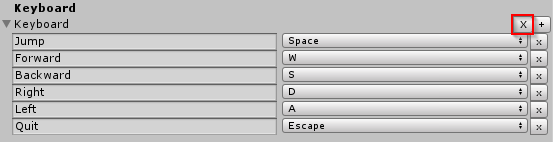 Keyboard
Keyboard X +
Jump Space x
Forward W x
Backward S x
Right D x
Left A x
Quit Escape x